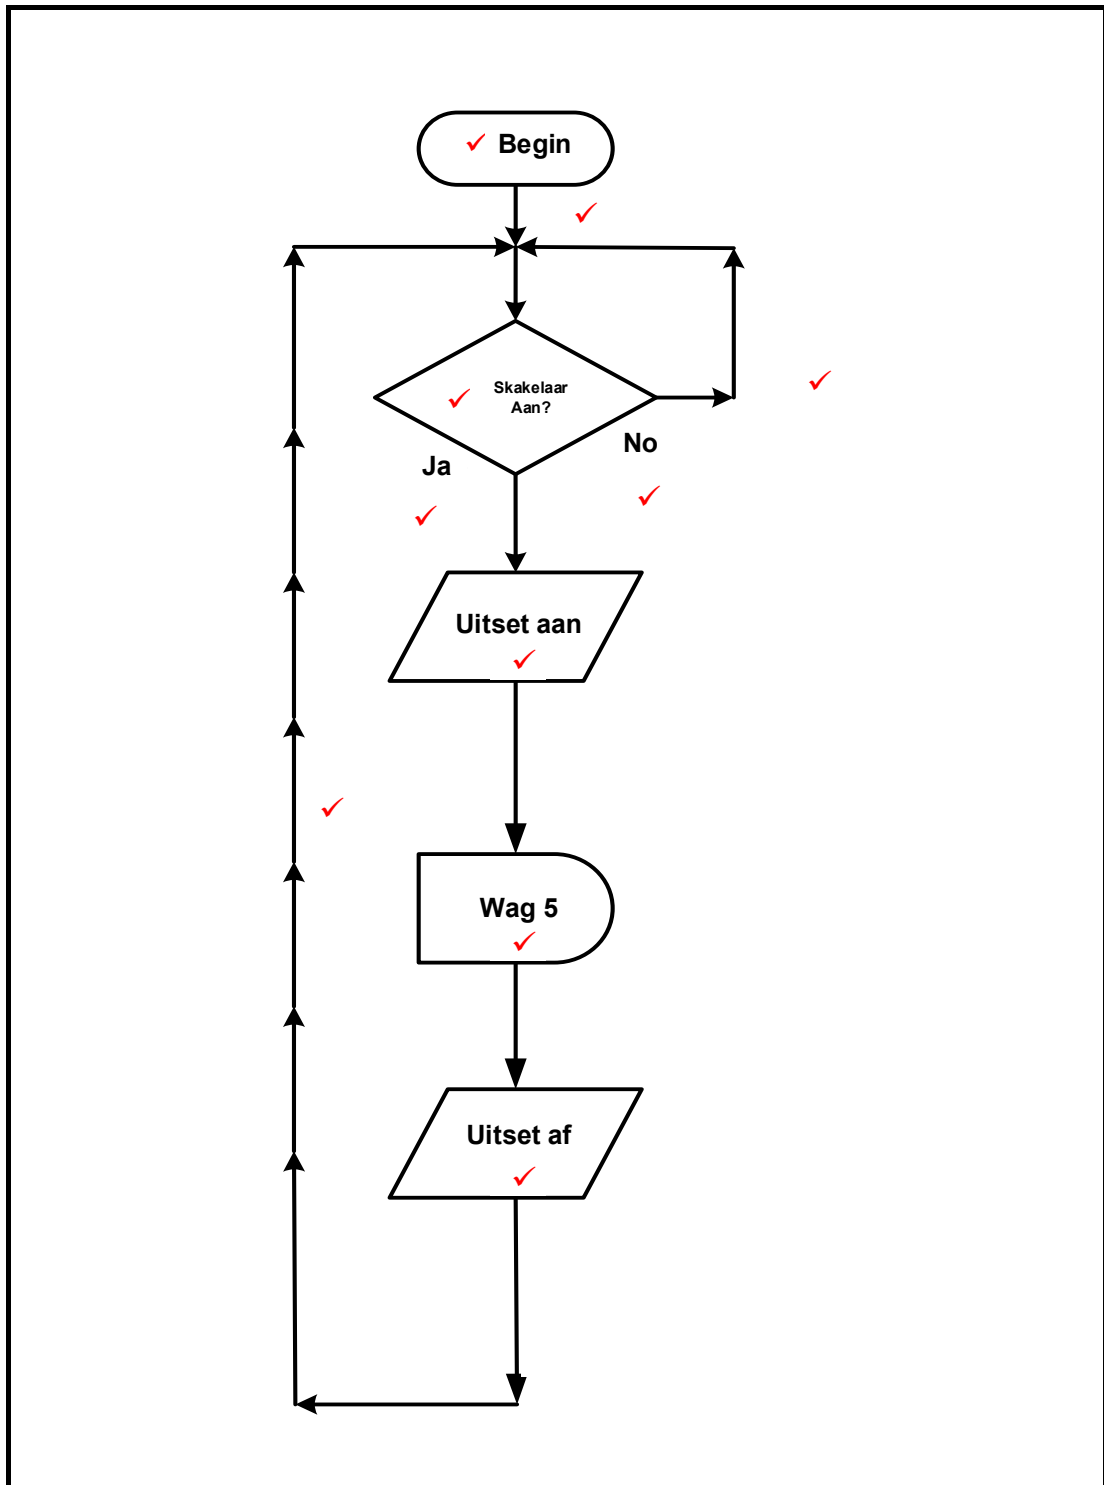 Begin
Skakelaar
Aan?
No
Ja
Uitset aan
Wag 5
Uitset af